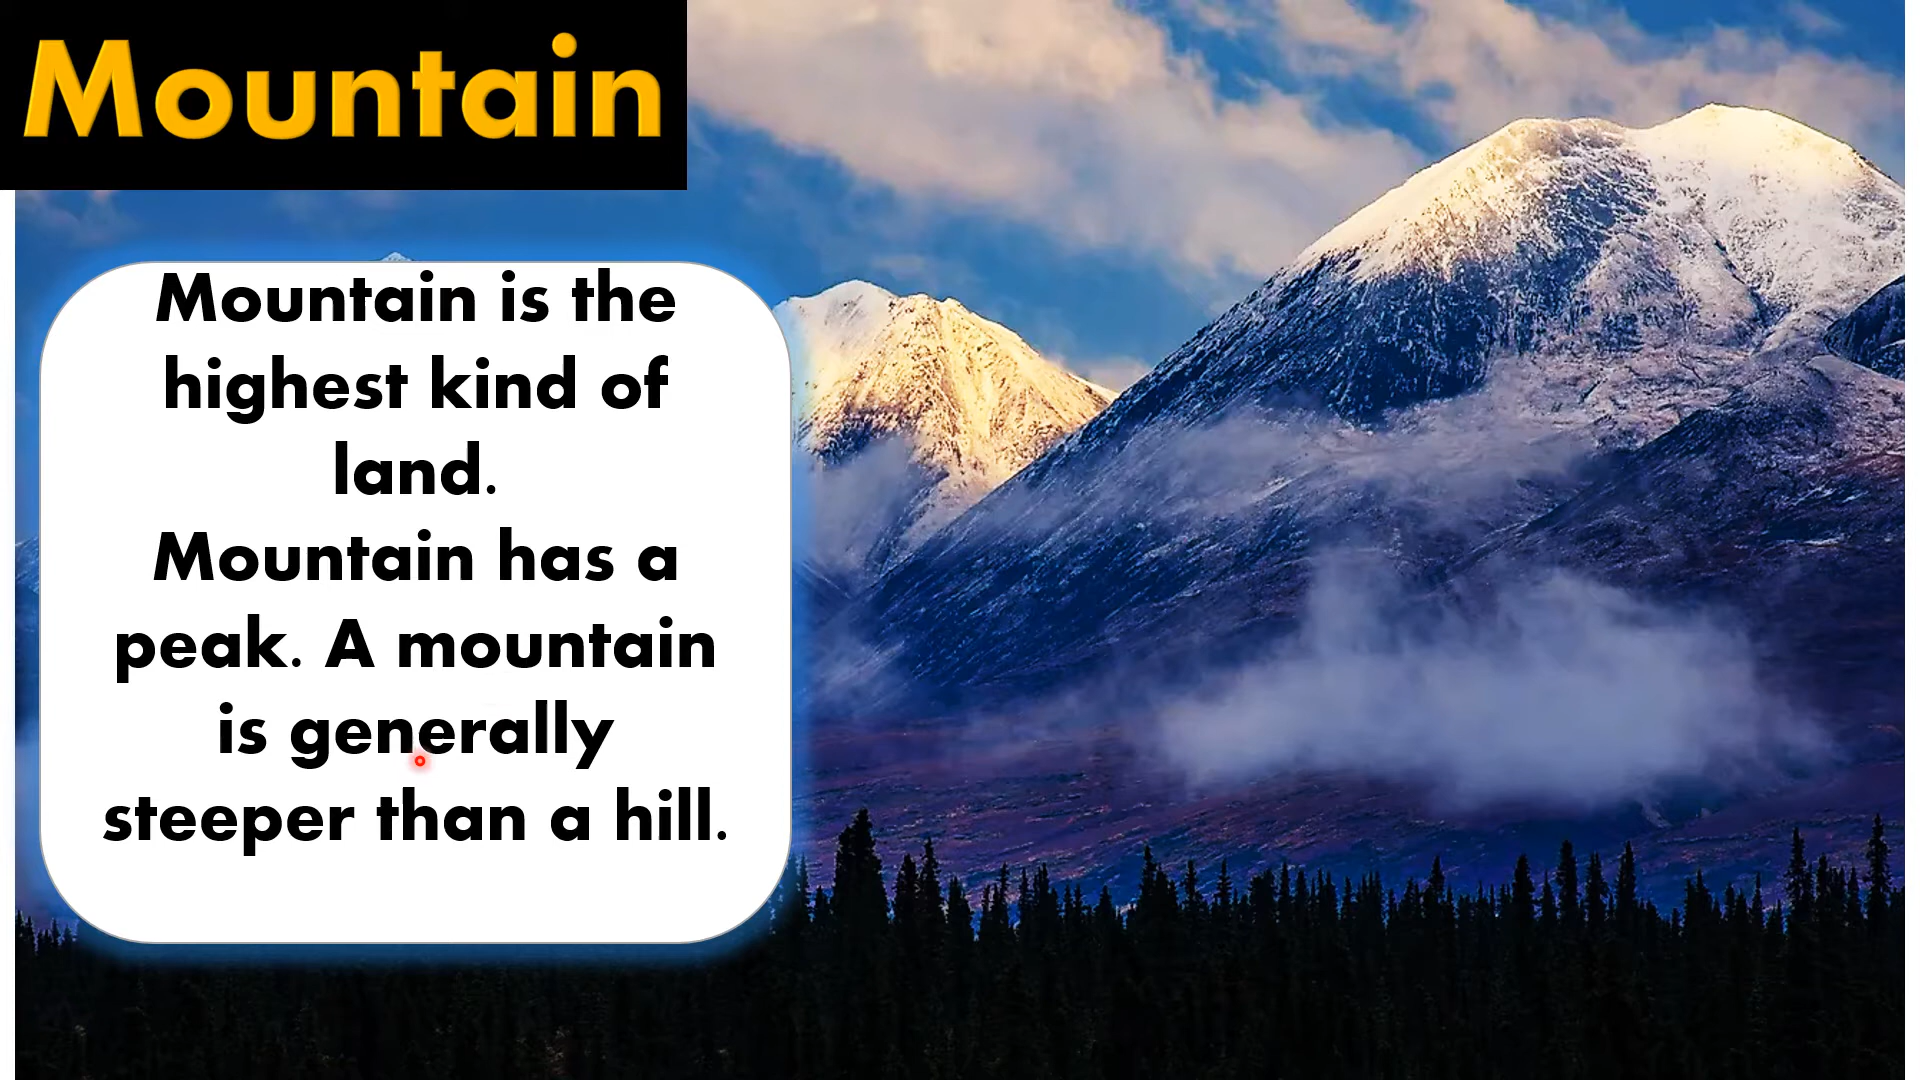 Mountain
Mountain is the
highest kind of
land.
Mountain has a
peak. A mountain
is generally
steeper than a hill.